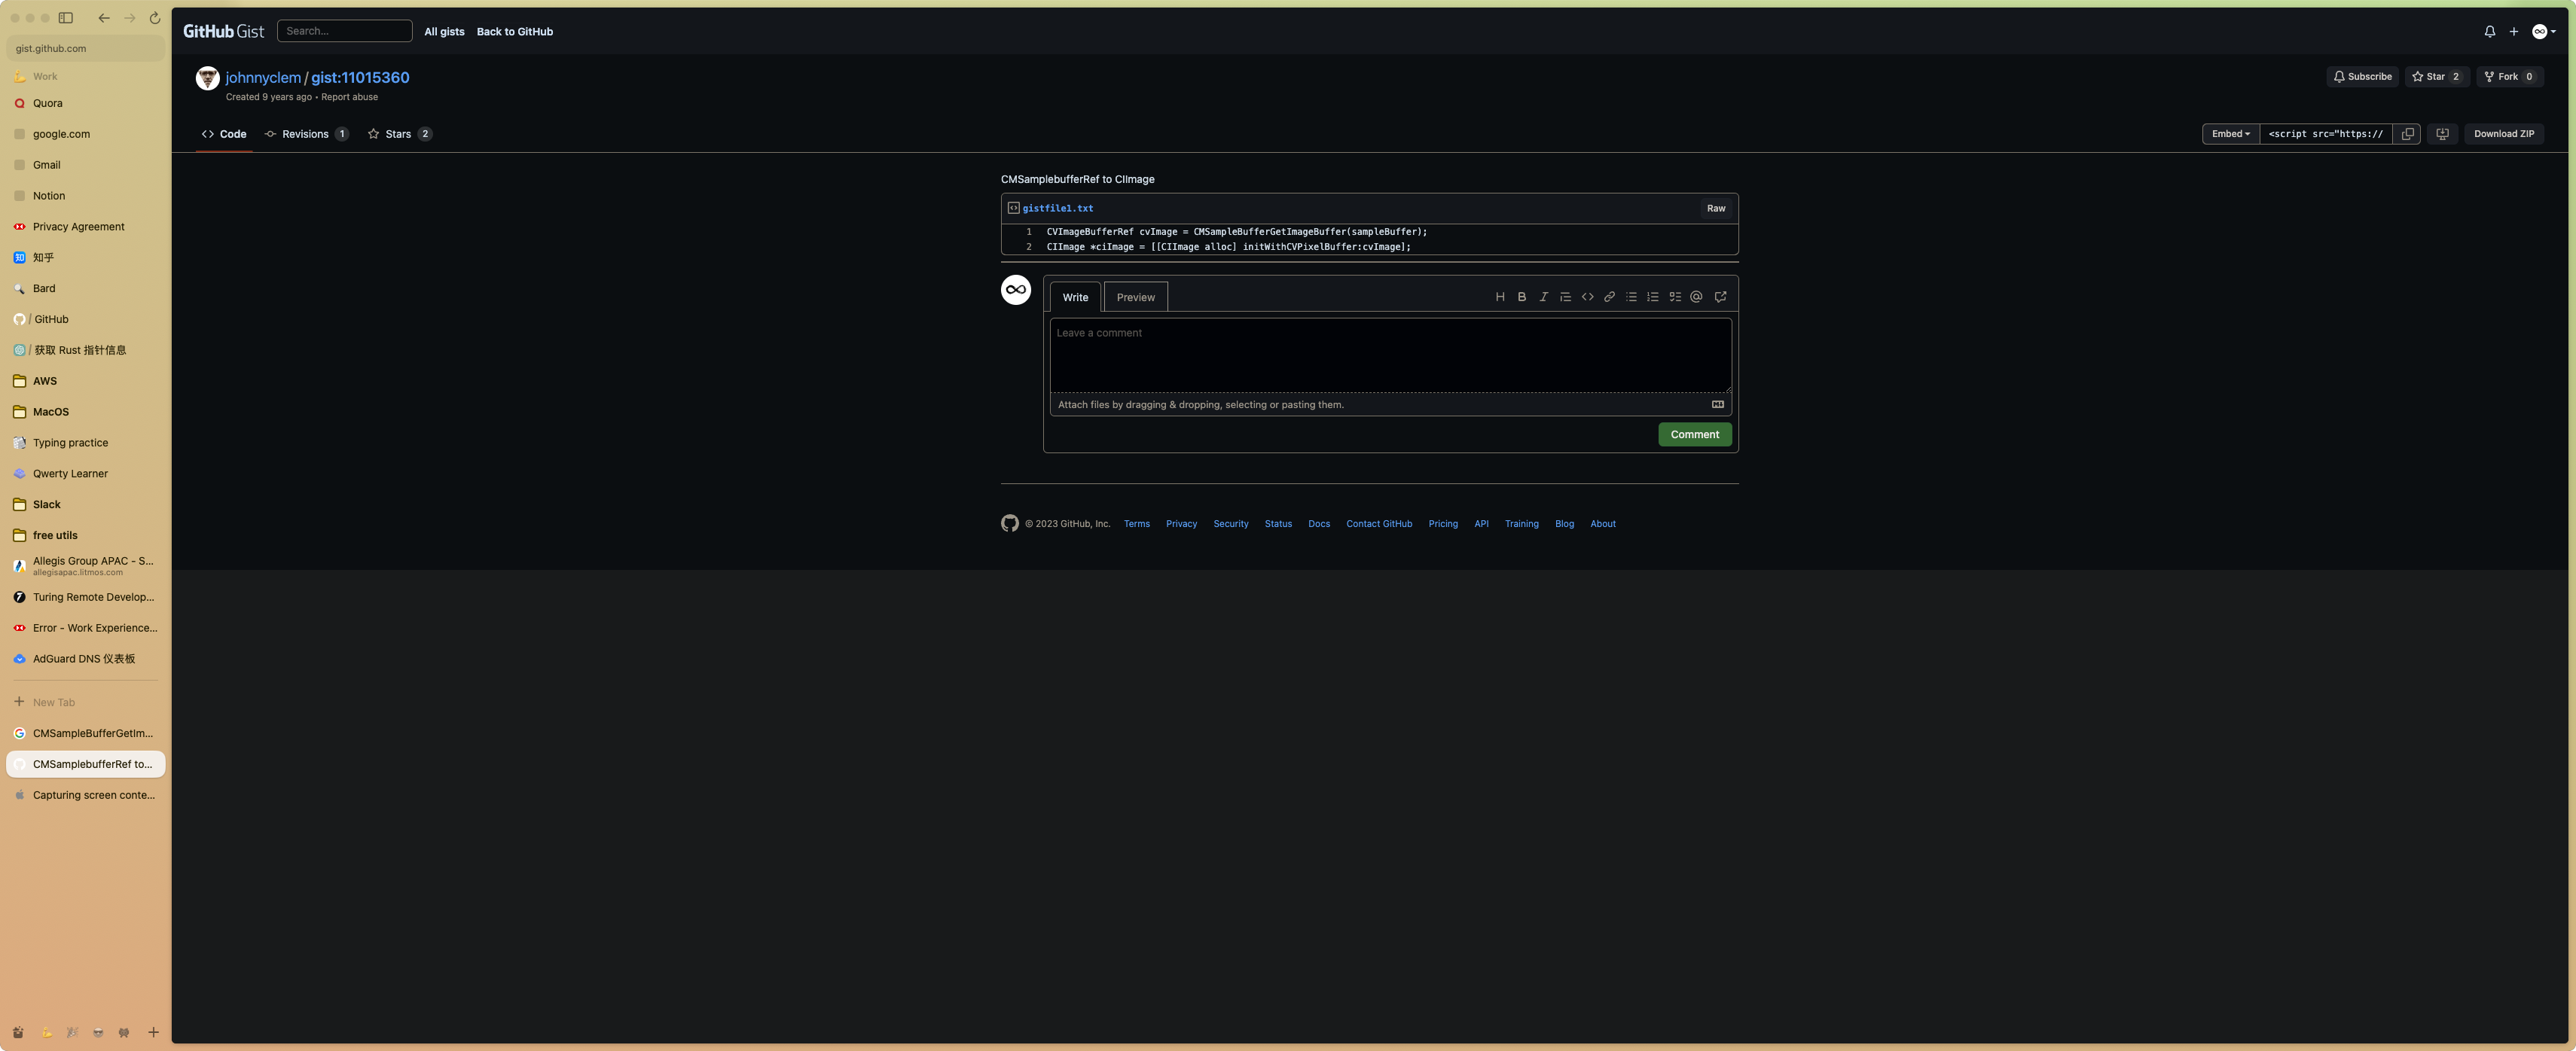 gist.github.com
Work
Quora
google.com
Gmail
Notion
Privacy Agreement
知乎
Bard
/ GitHub
/ 获取 Rust 指针信息
AWS
MacOS
Typing practice
Qwerty Learner
Slack
free utils
Allegis Group APAC - S...
allegisapac.litmos.com
Turing Remote Develop...
Error - Work Experience...
AdGuard DNS 仪表板
New Tab
CMSampleBufferGetIm...
CMSamplebufferRef to...
Capturing screen conte...
GitHub Gist Search... All gists Back to GitHub
johnnyclem / gist:11015360
Created 9 years ago • Report abuse
Subscribe Star 2 Fork 0
Code Revisions 1 Stars 2
Embed <script src="https:// Download ZIP
CMSamplebufferRef to CIImage
gistfile1.txt Raw
1 CVImageBufferRef cvImage = CMSampleBufferGetImageBuffer(sampleBuffer);
2 CIImage *ciImage = [[CIImage alloc] initWithCVPixelBuffer:cvImage];
Write Preview
Leave a comment
Attach files by dragging & dropping, selecting or pasting them.
Comment
© 2023 GitHub, Inc. Terms Privacy Security Status Docs Contact GitHub Pricing API Training Blog About